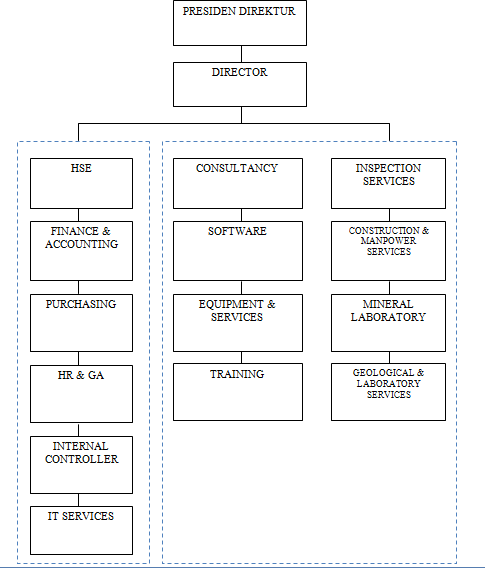 PRESIDEN DIREKTUR
DIRECTOR
HSE
FINANCE &
ACCOUNTING
PURCHASING
HR & GA
INTERNAL
CONTROLLER
IT SERVICES
CONSULTANCY
SOFTWARE
EQUIPMENT &
SERVICES
TRAINING
INSPECTION
SERVICES
CONSTRUCTION &
MANPOWER
SERVICES
MINERAL
LABORATORY
GEOLOGICAL &
LABORATORY
SERVICES